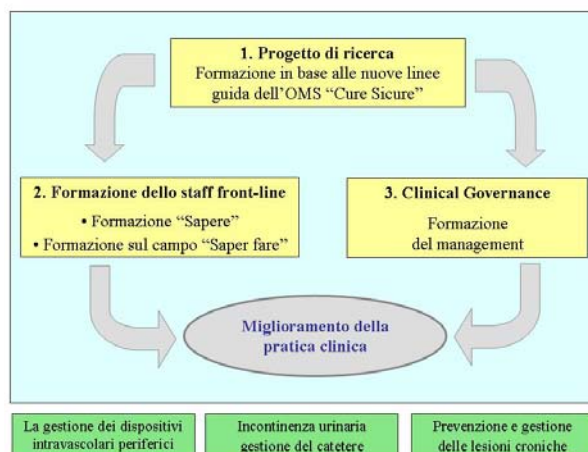 1. Progetto di ricerca
Formazione in base alle nuove linee
guida dell'OMS “Cure Sicure”
2. Formazione dello staff front-line
• Formazione “Sapere”
• Formazione sul campo “Saper fare”
3. Clinical Governance
Formazione
del management
Miglioramento della
pratica clinica
La gestione dei dispositivi
intravascolari periferici
Incontinenza urinaria
gestione del catetere
Prevenzione e gestione
delle lesioni croniche